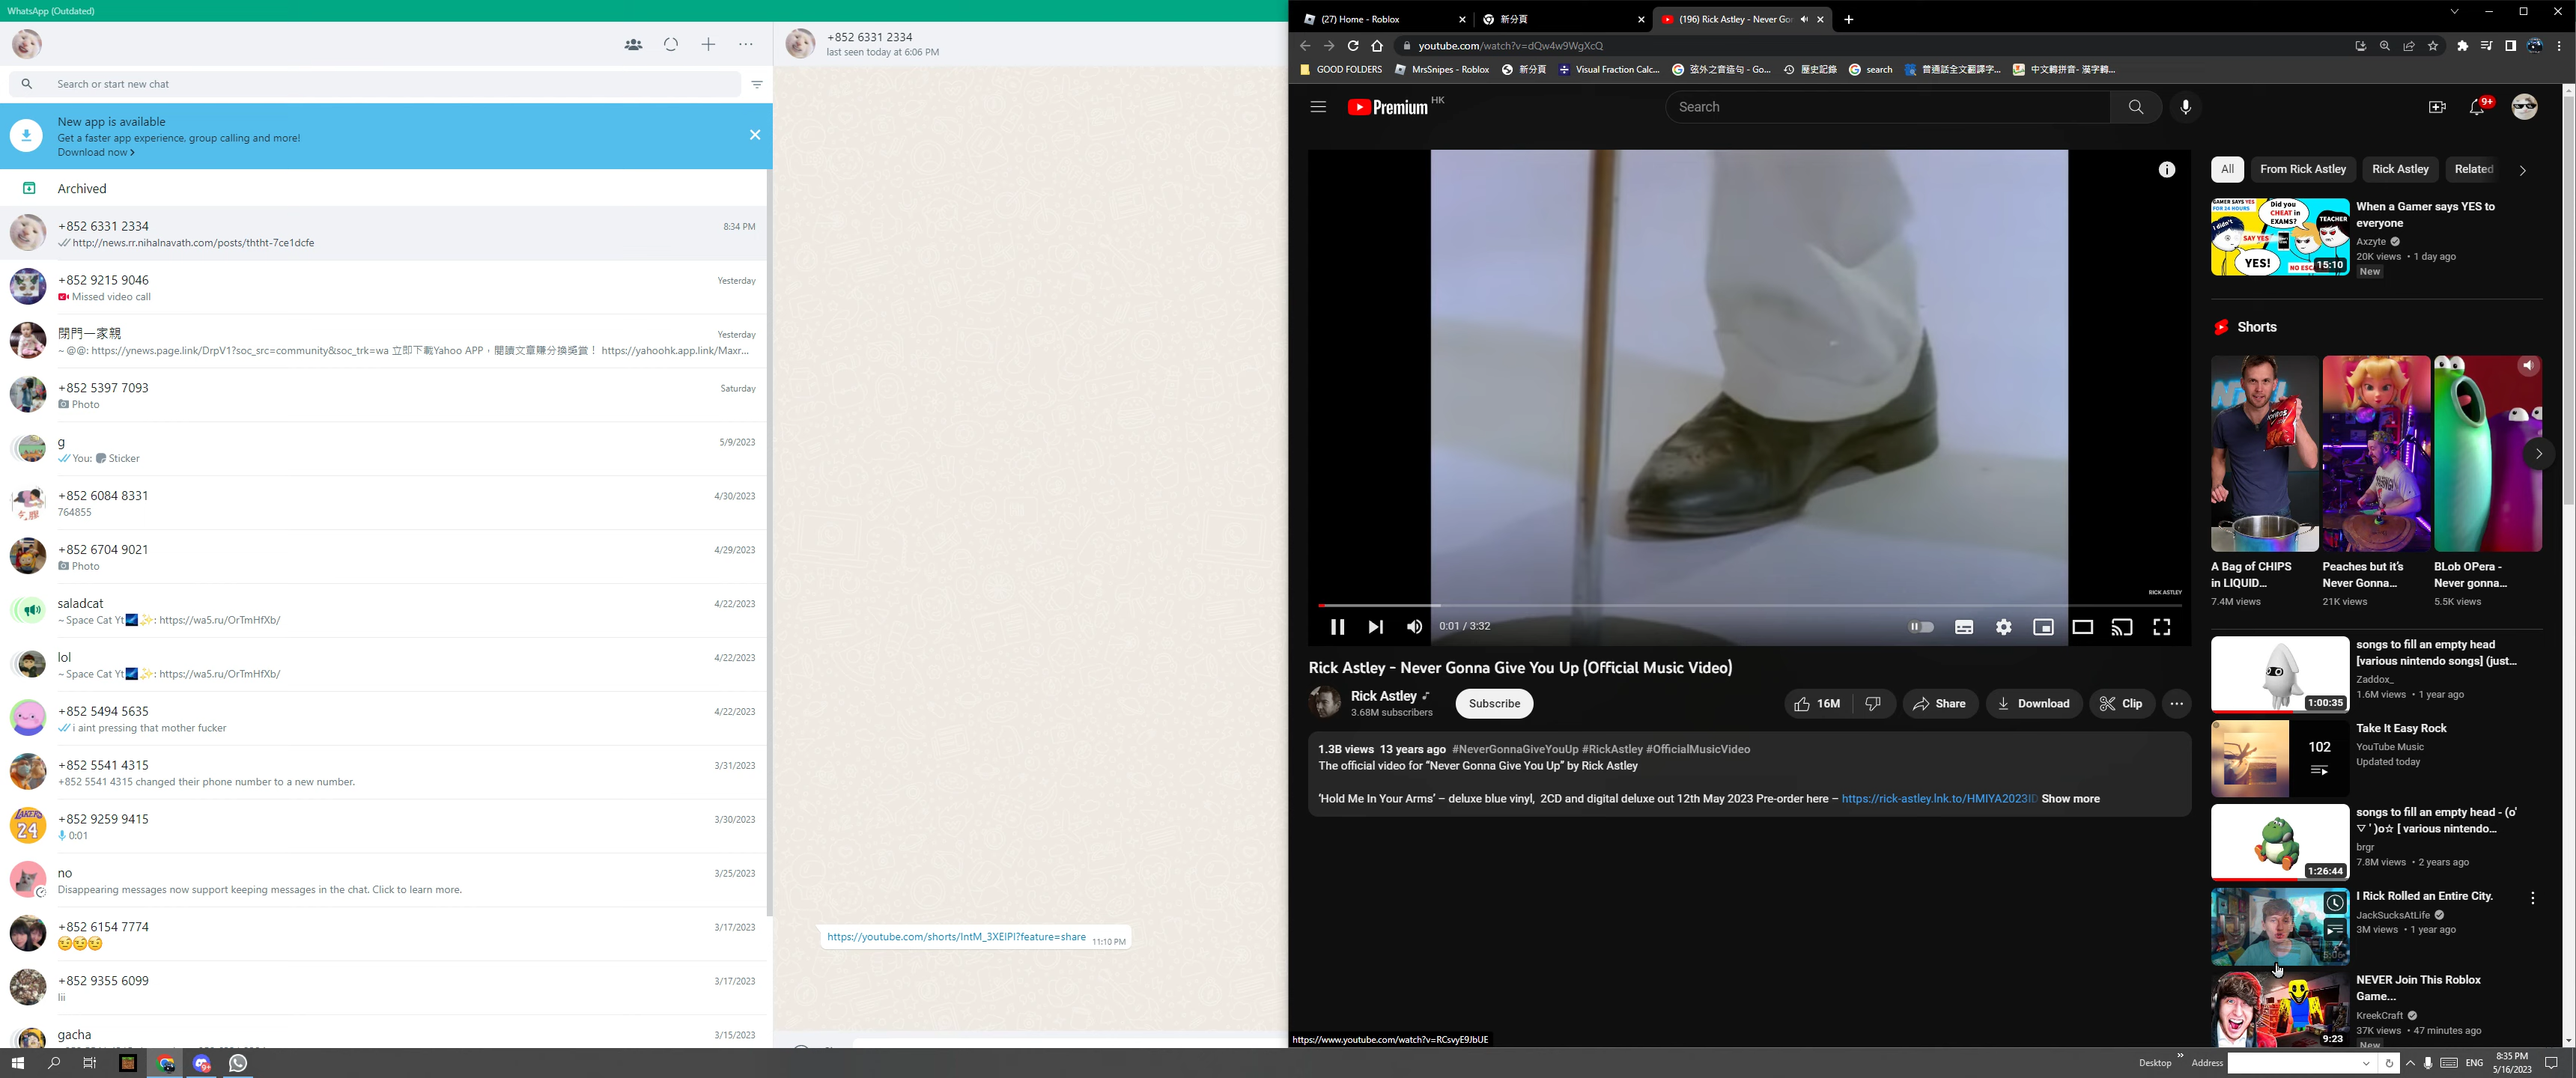 WhatsApp (Outdated)
+852 6331 2334
last seen today at 6:06 PM
Search or start new chat
New app is available
Get a faster app experience, group calling and more!
Download now >
Archived
+852 6331 2334
8:34 PM
http://news.rr.nihalnavath.com/posts/ththt-7ce1dcfe
+852 9215 9046
Yesterday
Missed video call
閉門一家親
Yesterday
~ @@: https://ynews.page.link/DrpV1?soc_src=community&soc_trk=wa 立即下載Yahoo APP，閱讀文章賺分換獎賞！ https://yahoohk.app.link/Maxr...
+852 5397 7093
Saturday
Photo
g
5/9/2023
You: Sticker
+852 6084 8331
4/30/2023
764855
+852 6704 9021
4/29/2023
Photo
saladcat
4/22/2023
~ Space Cat Yt🌌✨: https://wa5.ru/OrTmHfXb/
lol
4/22/2023
~ Space Cat Yt🌌✨: https://wa5.ru/OrTmHfXb/
+852 5494 5635
4/22/2023
i aint pressing that mother fucker
+852 5541 4315
3/31/2023
+852 5541 4315 changed their phone number to a new number.
+852 9259 9415
3/30/2023
0:01
no
3/25/2023
Disappearing messages now support keeping messages in the chat. Click to learn more.
+852 6154 7774
3/17/2023
😏😏😏
+852 9355 6099
3/17/2023
lii
gacha
3/15/2023
https://youtube.com/shorts/IntM_3XEIPI?feature=share
11:10 PM
(27) Home - Roblox
新分頁
(196) Rick Astley - Never Gor
youtube.com/watch?v=dQw4w9WgXcQ
GOOD FOLDERS
MrsSnipes - Roblox
新分頁
Visual Fraction Calc...
弦外之音造句 - Go...
歷史記錄
search
普通話全文翻譯字...
中文轉拼音- 漢字轉...
Premium HK
Search
9+
RICK ASTLEY
0:01 / 3:32
Rick Astley - Never Gonna Give You Up (Official Music Video)
Rick Astley
3.68M subscribers
Subscribe
16M
Share
Download
Clip
1.3B views 13 years ago #NeverGonnaGiveYouUp #RickAstley #OfficialMusicVideo
The official video for “Never Gonna Give You Up” by Rick Astley
‘Hold Me In Your Arms’ – deluxe blue vinyl, 2CD and digital deluxe out 12th May 2023 Pre-order here – https://rick-astley.lnk.to/HMIYA2023ID Show more
All
From Rick Astley
Rick Astley
Related
GAMER SAYS YES
FOR 24 HOURS
Did you
CHEAT in
EXAMS?
TEACHER
I didn't
SAY YES
YES!
15:10
When a Gamer says YES to
everyone
Axzyte
20K views • 1 day ago
New
Shorts
A Bag of CHIPS
in LIQUID...
7.4M views
Peaches but it's
Never Gonna...
21K views
BLob OPera -
Never gonna...
5.5K views
songs to fill an empty head
[various nintendo songs] (just...
Zaddox_
1.6M views • 1 year ago
1:00:35
Take It Easy Rock
YouTube Music
Updated today
102
songs to fill an empty head - (o'
▽ ' )o☆ [ various nintendo...
brgr
7.8M views • 2 years ago
1:26:44
I Rick Rolled an Entire City.
JackSucksAtLife
3M views • 1 year ago
NEVER Join This Roblox
Game...
KreekCraft
37K views • 47 minutes ago
New
9:23
https://www.youtube.com/watch?v=RCsvyE9JbUE
9+
Desktop
Address
ENG
8:35 PM
5/16/2023